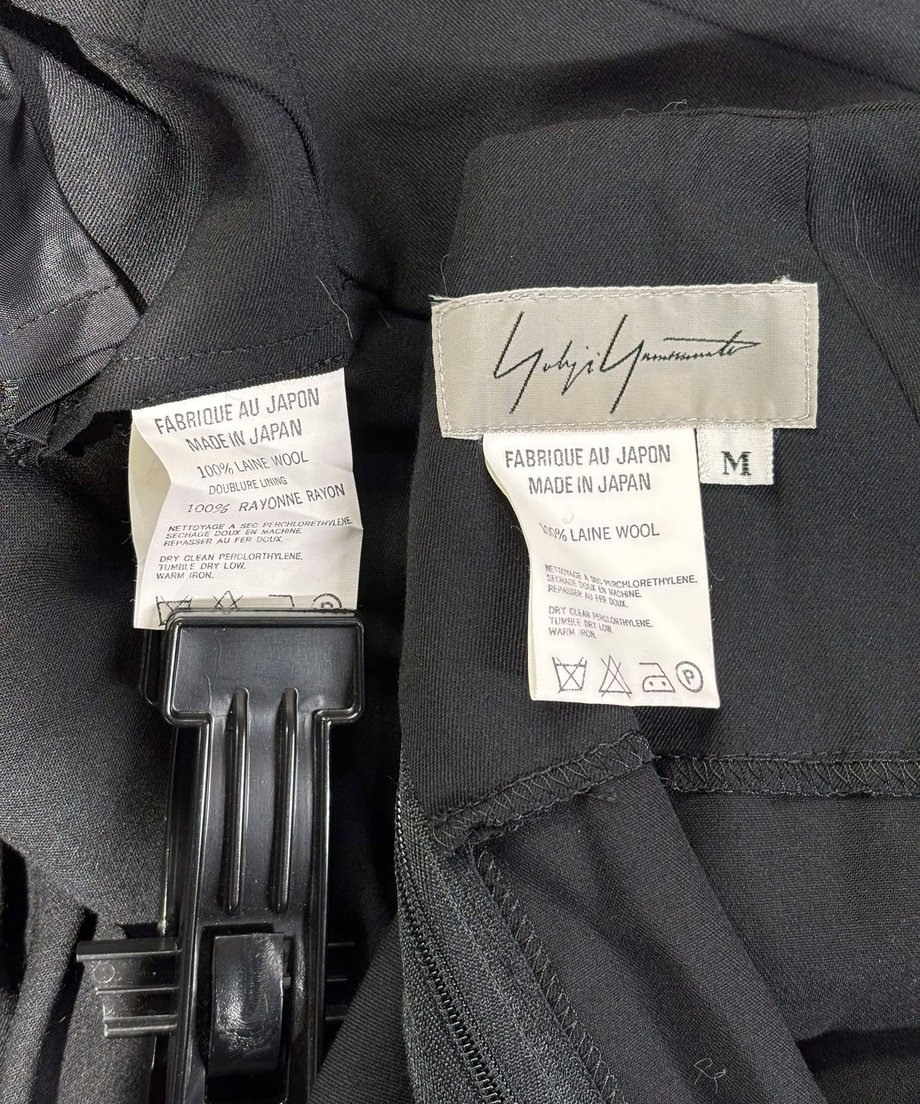 FABRIQUE AU JAPON
MADE IN JAPAN
100% LAINE WOOL
DOUBLURE LINING
100% RAYONNE RAYON
NETTOYAGE A SEC PERCHLORETHYLENE.
SECHAGE DOUX EN MACHINE.
REPASSER AU FER DOUX.
DRY CLEAN PERCLORTHYLENE.
TUMBLE DRY LOW.
WARM IRON.
Yohji Yamamoto
M
FABRIQUE AU JAPON
MADE IN JAPAN
100% LAINE WOOL
NETTOYAGE A SEC PERCHLORETHYLENE.
SECHAGE DOUX EN MACHINE.
REPASSER AU FER DOUX.
DRY CLEAN PERCLORTHYLENE.
TUMBLE DRY LOW.
WARM IRON.
P